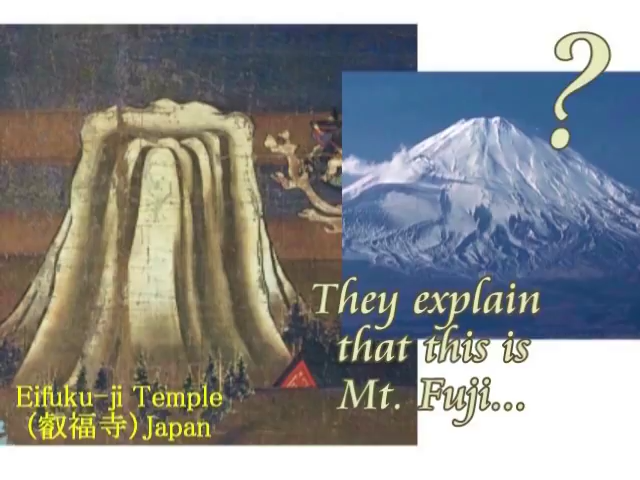 ?
They explain
that this is
Mt. Fuji...
Eifuku-ji Temple
(叡福寺)Japan